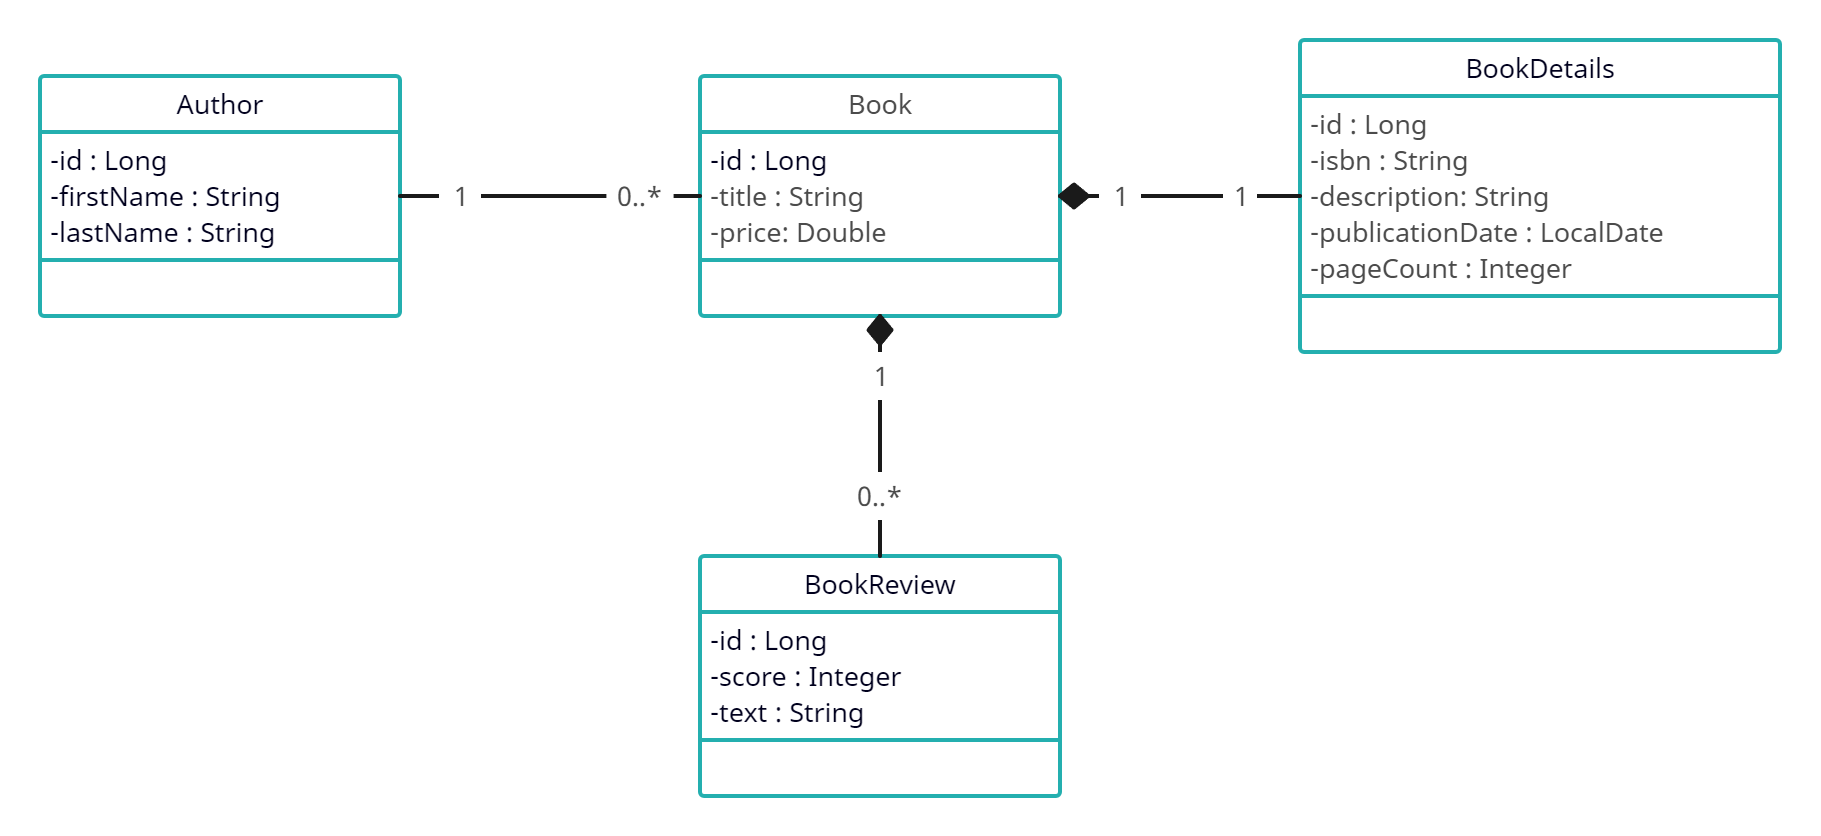 Author
-id : Long
-firstName : String
-lastName : String
1
0..*
Book
-id : Long
-title : String
-price: Double
1
1
BookDetails
-id : Long
-isbn : String
-description: String
-publicationDate : LocalDate
-pageCount : Integer
1
0..*
BookReview
-id : Long
-score : Integer
-text : String